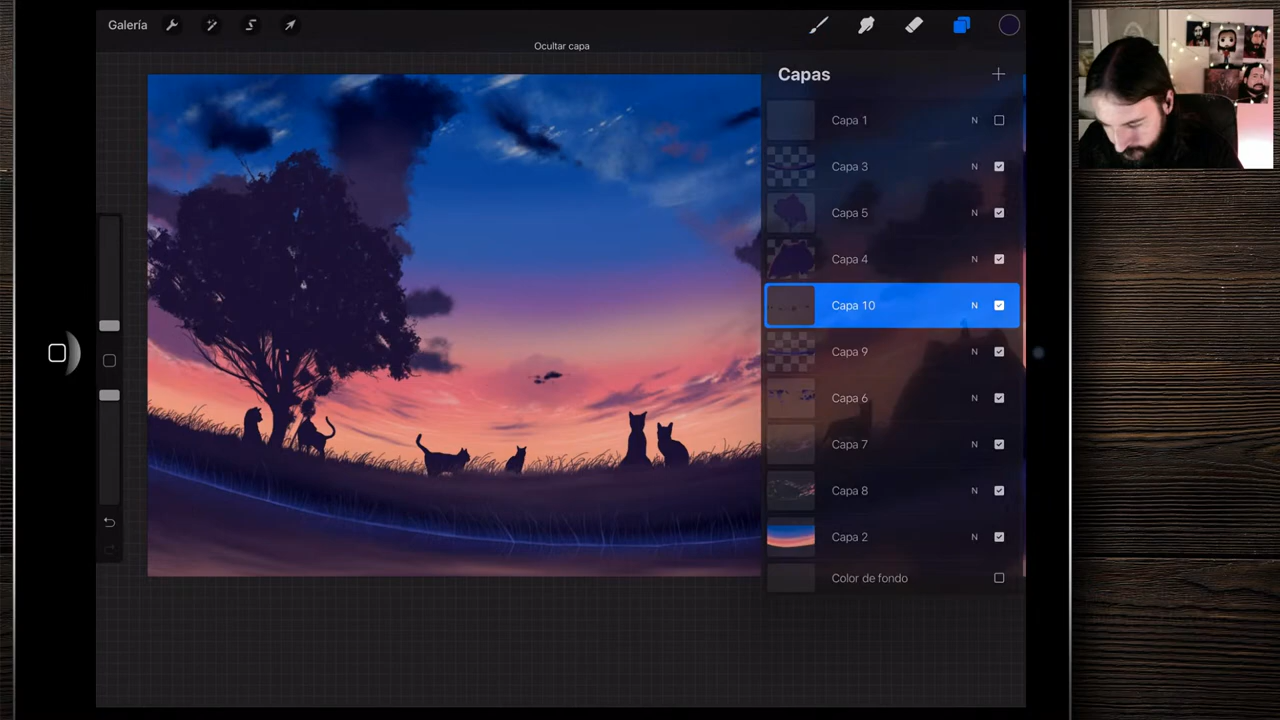 Galería
Ocultar capa
Capas
Capa 1 N
Capa 3 N
Capa 5 N
Capa 4 N
Capa 10 N
Capa 9 N
Capa 6 N
Capa 7 N
Capa 8 N
Capa 2 N
Color de fondo